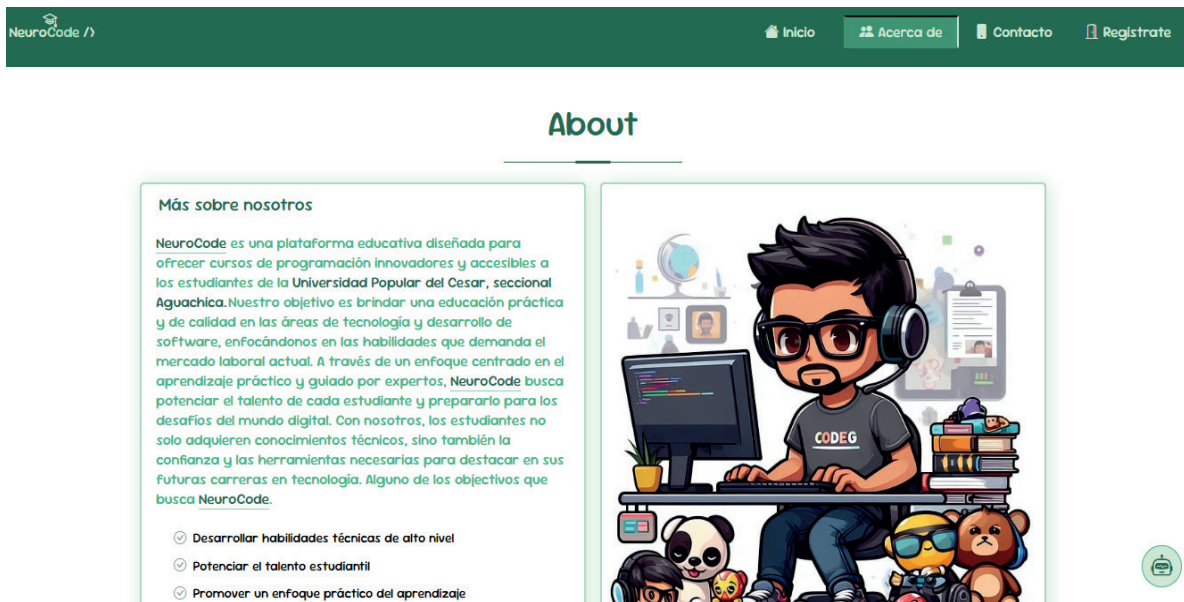 NeuroCode />
Inicio
Acerca de
Contacto
Registrate
About
Más sobre nosotros
NeuroCode es una plataforma educativa diseñada para
ofrecer cursos de programación innovadores y accesibles a
los estudiantes de la Universidad Popular del Cesar, seccional
Aguachica.Nuestro objetivo es brindar una educación práctica
y de calidad en las áreas de tecnología y desarrollo de
software, enfocándonos en las habilidades que demanda el
mercado laboral actual. A través de un enfoque centrado en el
aprendizaje práctico y guiado por expertos, NeuroCode busca
potenciar el talento de cada estudiante y prepararlo para los
desafíos del mundo digital. Con nosotros, los estudiantes no
solo adquieren conocimientos técnicos, sino también la
confianza y las herramientas necesarias para destacar en sus
futuras carreras en tecnología. Alguno de los objectivos que
busca NeuroCode.
Desarrollar habilidades técnicas de alto nivel
Potenciar el talento estudiantil
Promover un enfoque práctico del aprendizaje
CODEG